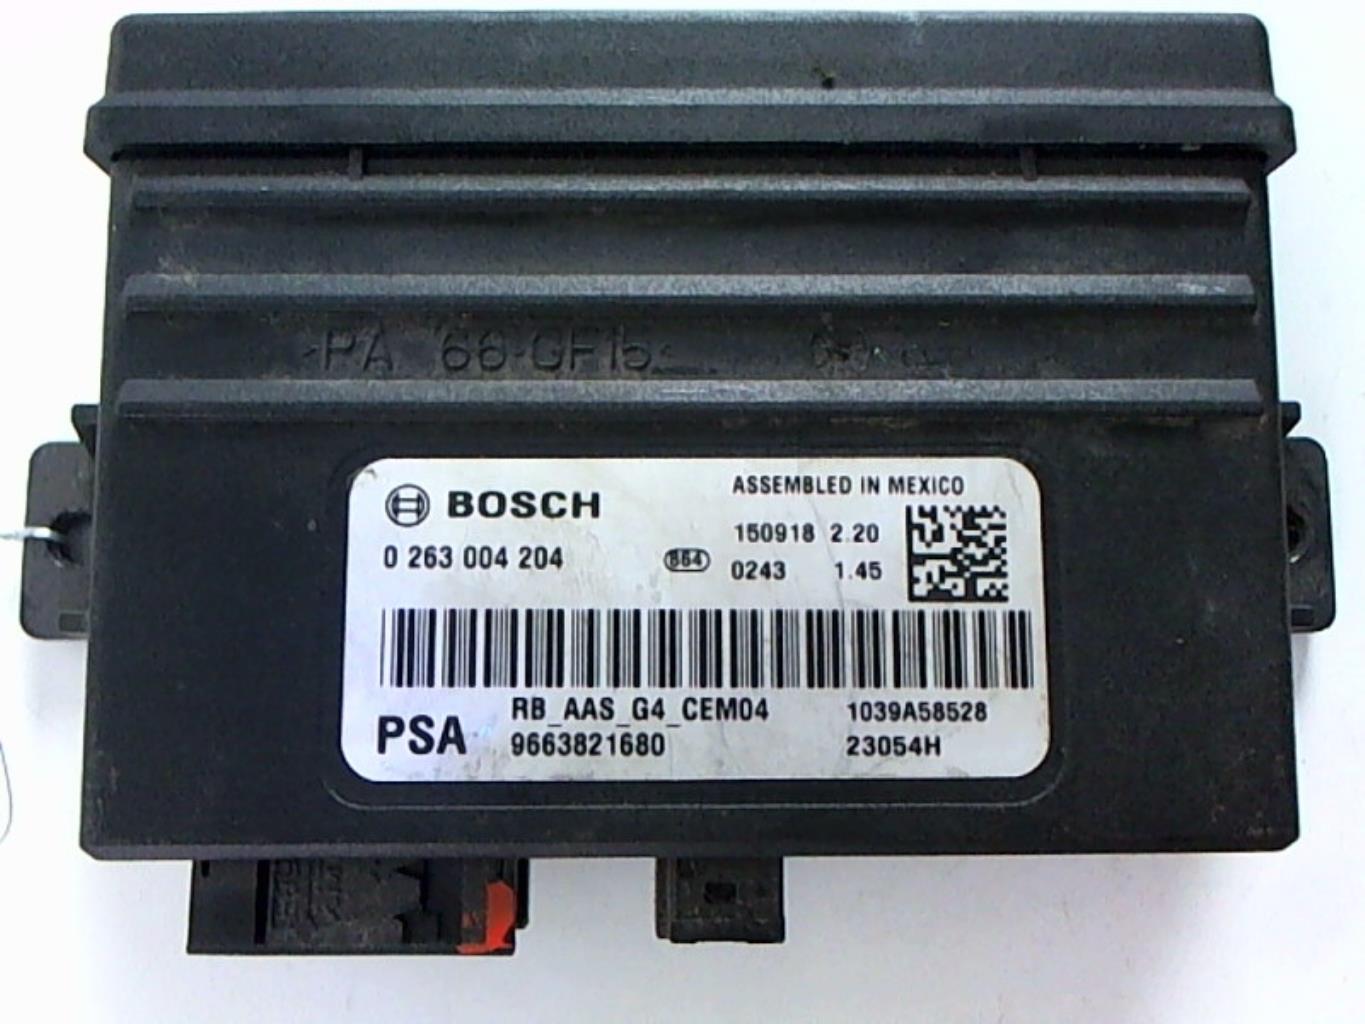 PA 66-GF15
BOSCH
ASSEMBLED IN MEXICO
150918 2.20
0 263 004 204
864
0243 1.45
RB_AAS_G4_CEM04
1039A58528
PSA
9663821680
23054H